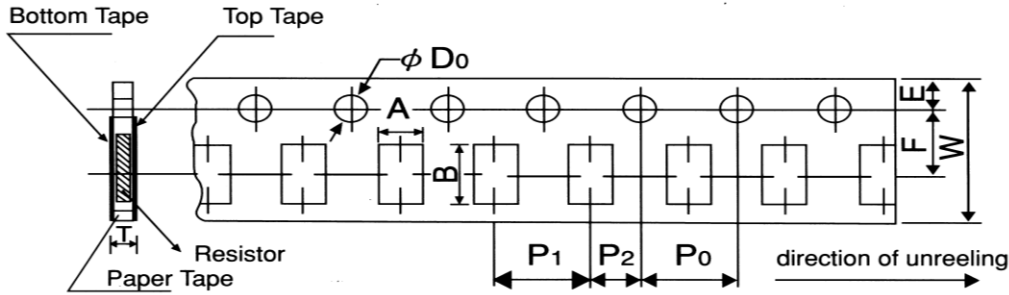 Bottom Tape
Top Tape
ϕ D0
A
E
B
F
W
T
Resistor
Paper Tape
P1
P2
P0
direction of unreeling